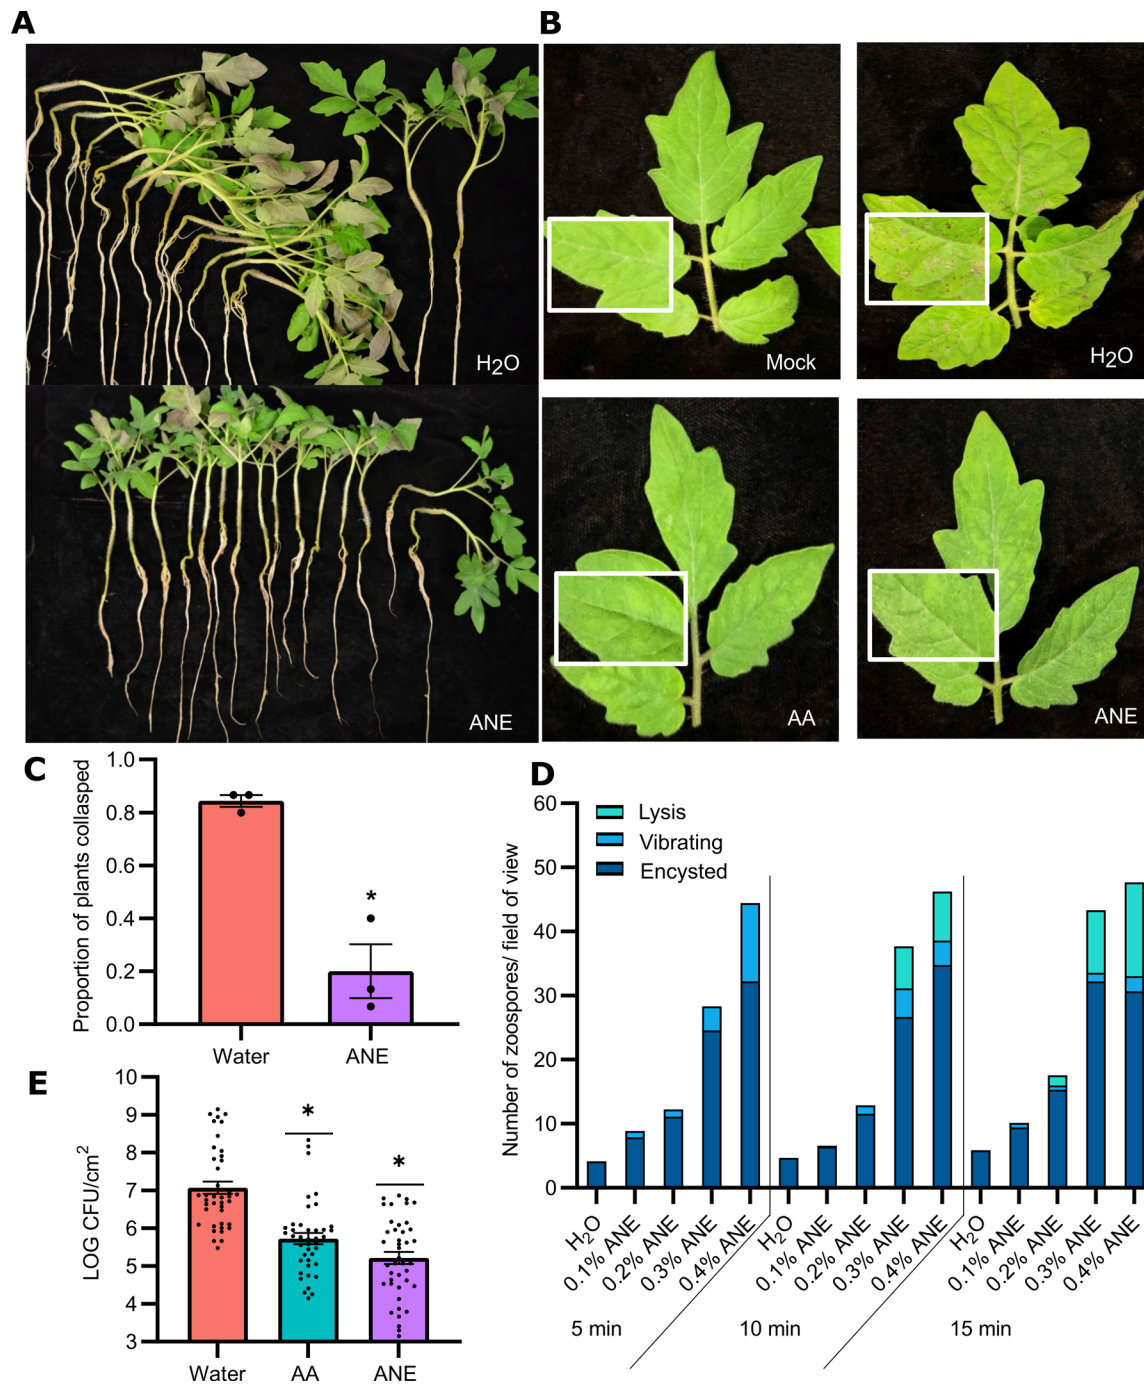 A
B
H2O
ANE
Mock
H2O
AA
ANE
C
Proportion of plants collasped
1.0
0.8
0.6
0.4
0.2
0.0
*
Water
ANE
D
Number of zoospores/ field of view
60
50
40
30
20
10
0
Lysis
Vibrating
Encysted
H2O
0.1% ANE
0.2% ANE
0.3% ANE
0.4% ANE
H2O
0.1% ANE
0.2% ANE
0.3% ANE
0.4% ANE
H2O
0.1% ANE
0.2% ANE
0.3% ANE
0.4% ANE
5 min
10 min
15 min
E
LOG CFU/cm2
10
9
8
7
6
5
4
3
*
*
Water
AA
ANE